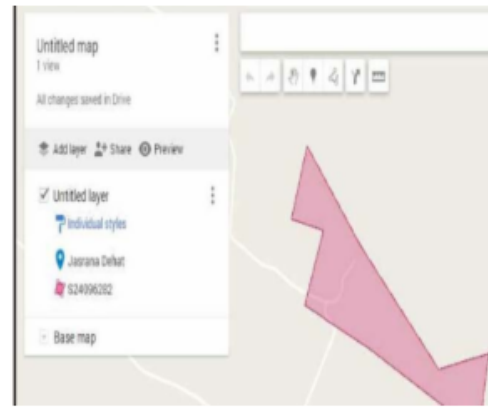 Untitled map
1 view
All changes saved in Drive
Add layer Share Preview
Untitled layer
Individual styles
Jasrana Dehat
S24096282
Base map